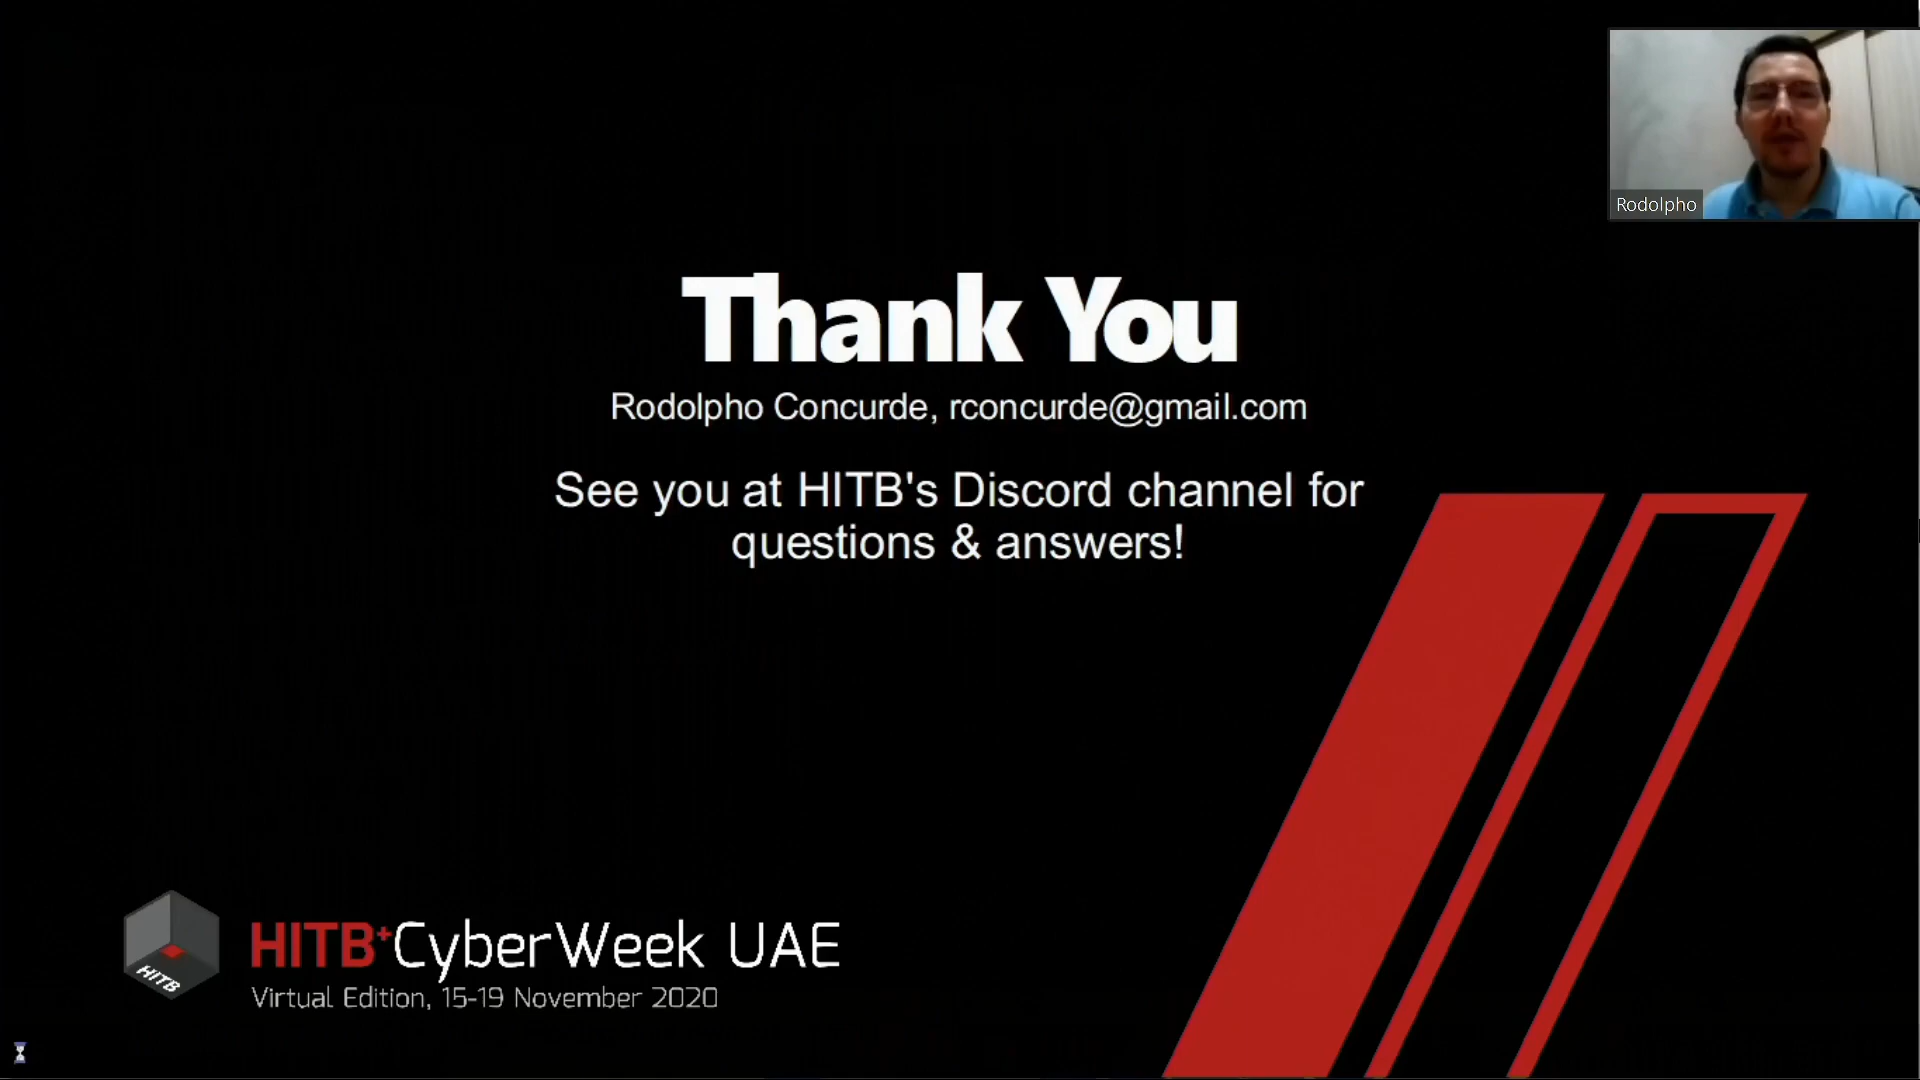 Rodolpho
Thank You
Rodolpho Concurde, rconcurde@gmail.com
See you at HITB's Discord channel for
questions & answers!
HITB
HITB+CyberWeek UAE
Virtual Edition, 15-19 November 2020